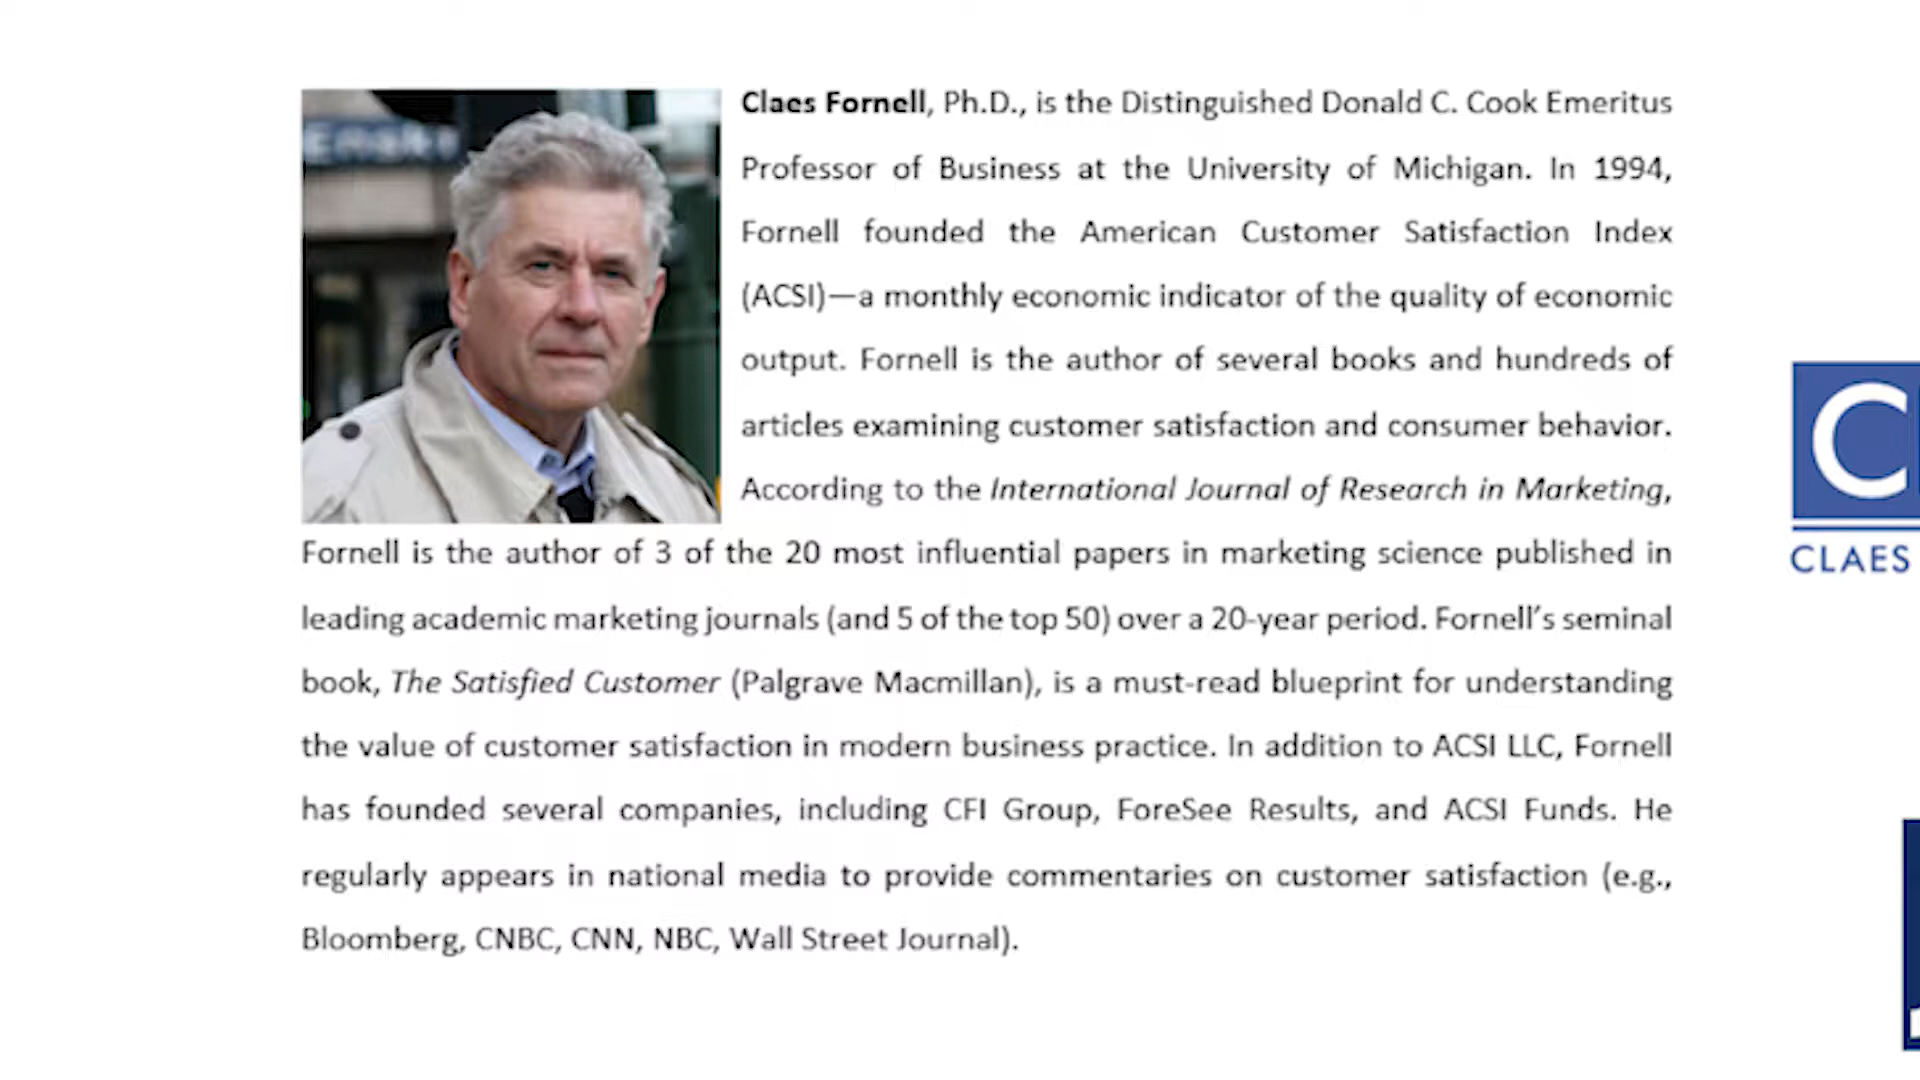 Claes Fornell, Ph.D., is the Distinguished Donald C. Cook Emeritus
Professor of Business at the University of Michigan. In 1994,
Fornell founded the American Customer Satisfaction Index
(ACSI)—a monthly economic indicator of the quality of economic
output. Fornell is the author of several books and hundreds of
articles examining customer satisfaction and consumer behavior.
According to the International Journal of Research in Marketing,
Fornell is the author of 3 of the 20 most influential papers in marketing science published in
leading academic marketing journals (and 5 of the top 50) over a 20-year period. Fornell’s seminal
book, The Satisfied Customer (Palgrave Macmillan), is a must-read blueprint for understanding
the value of customer satisfaction in modern business practice. In addition to ACSI LLC, Fornell
has founded several companies, including CFI Group, ForeSee Results, and ACSI Funds. He
regularly appears in national media to provide commentaries on customer satisfaction (e.g.,
Bloomberg, CNBC, CNN, NBC, Wall Street Journal).
C
CLAES